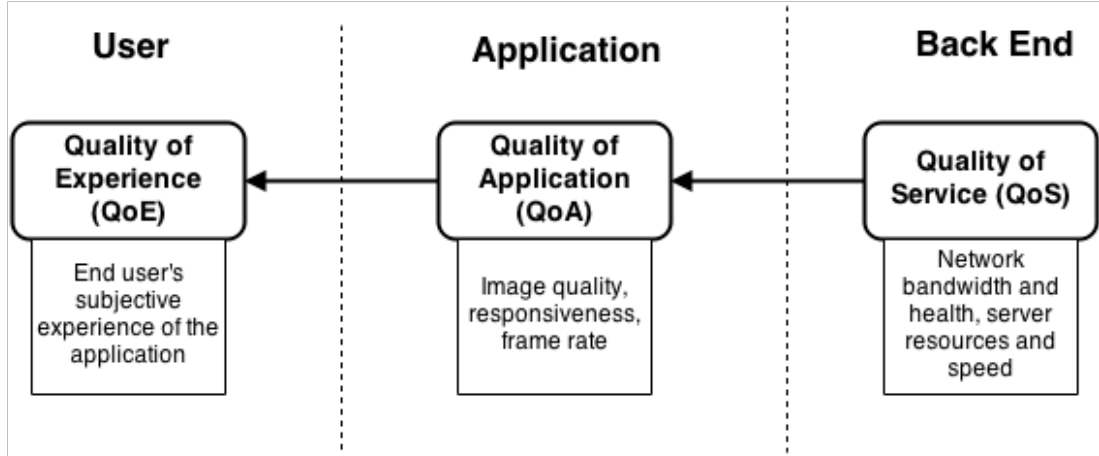 User
Application
Back End
Quality of
Experience
(QoE)
Quality of
Application
(QoA)
Quality of
Service (QoS)
End user's
subjective
experience of the
application
Image quality,
responsiveness,
frame rate
Network
bandwidth and
health, server
resources and
speed